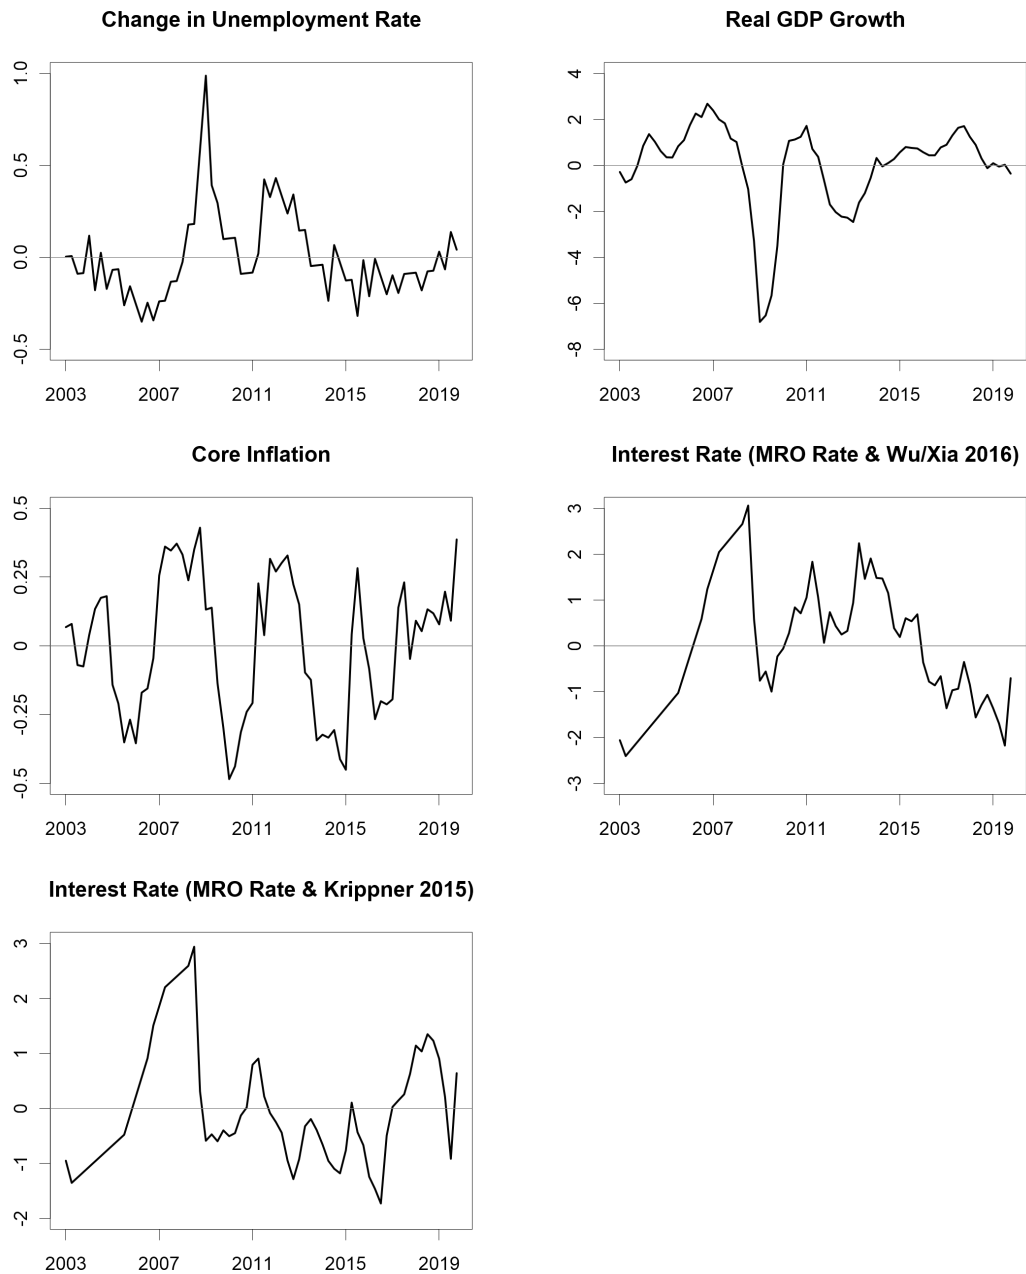 Change in Unemployment Rate
1.0
0.5
0.0
-0.5
2003 2007 2011 2015 2019
Real GDP Growth
4
2
0
-2
-4
-6
-8
2003 2007 2011 2015 2019
Core Inflation
0.5
0.25
0
-0.25
-0.5
2003 2007 2011 2015 2019
Interest Rate (MRO Rate & Wu/Xia 2016)
3
2
1
0
-1
-2
-3
2003 2007 2011 2015 2019
Interest Rate (MRO Rate & Krippner 2015)
3
2
1
0
-1
-2
2003 2007 2011 2015 2019